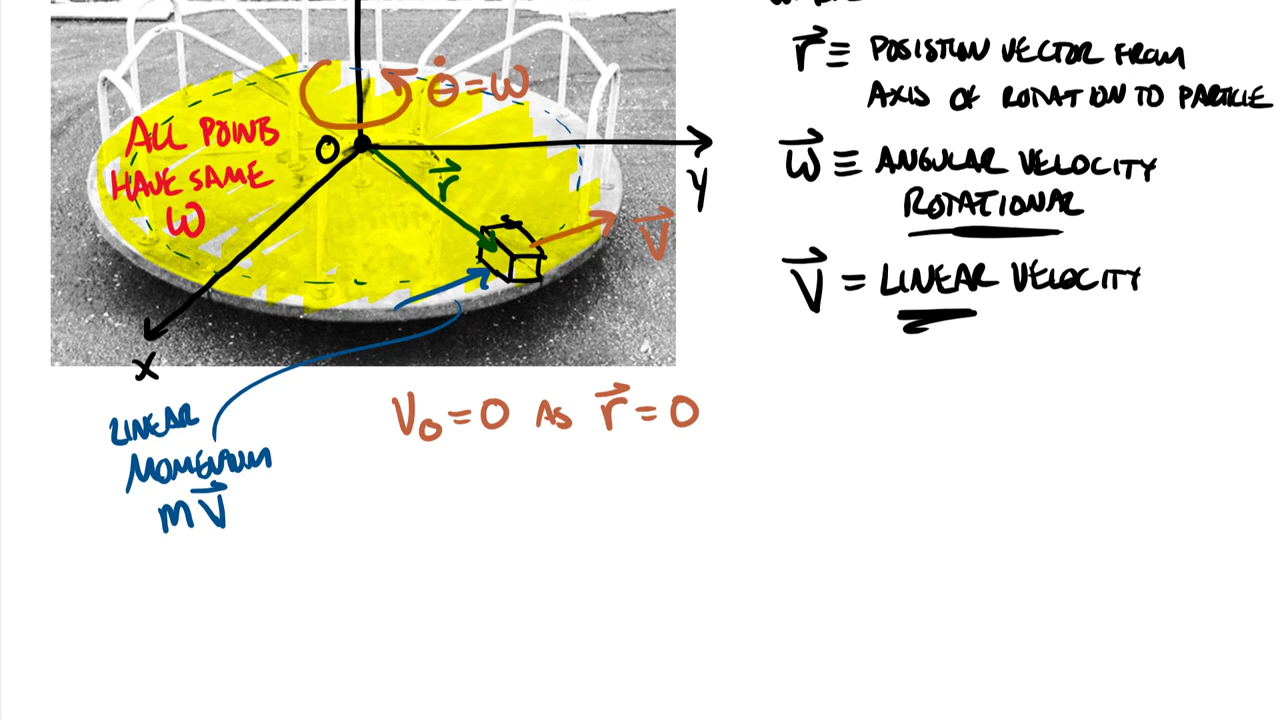 r⃗ ≡ POSISTION VECTOR FROM
AXIS OF ROTATION TO PARTICLE
ω⃗ ≡ ANGULAR VELOCITY
ROTATIONAL
V⃗ = LINEAR VELOCITY
θ̇ = ω
ALL POINTS
HAVE SAME
ω
O
r⃗
y
V⃗
x
V₀ = 0 AS r⃗ = 0
LINEAR
MOMENTUM
mV⃗